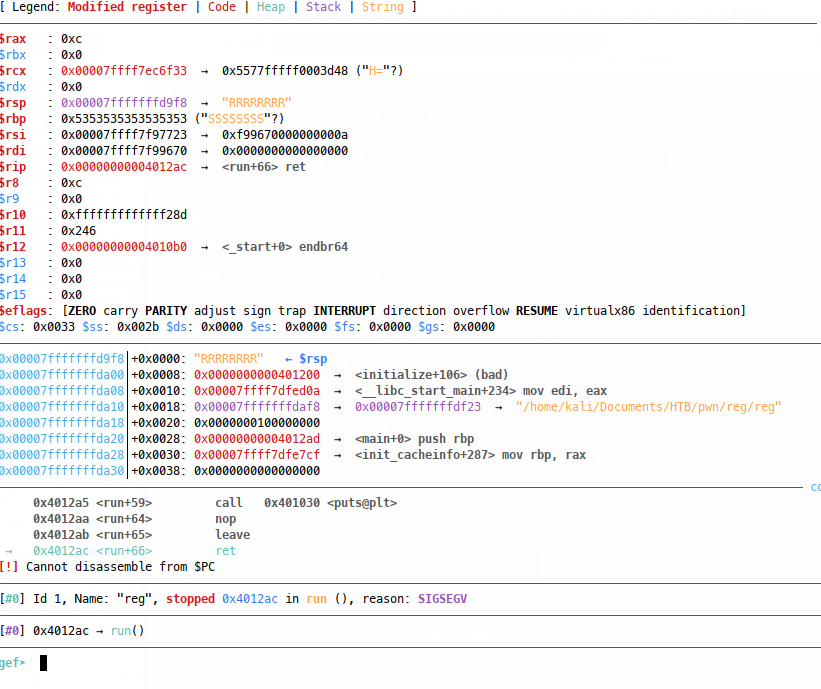 [ Legend: Modified register | Code | Heap | Stack | String ]
$rax   : 0xc
$rbx   : 0x0
$rcx   : 0x00007ffff7ec6f33  →  0x5577fffff0003d48 ("H="?)
$rdx   : 0x0
$rsp   : 0x00007fffffffd9f8  →  "RRRRRRRR"
$rbp   : 0x5353535353535353 ("SSSSSSSS"?)
$rsi   : 0x00007ffff7f97723  →  0xf99670000000000a
$rdi   : 0x00007ffff7f99670  →  0x0000000000000000
$rip   : 0x00000000004012ac  →  <run+66> ret
$r8    : 0xc
$r9    : 0x0
$r10   : 0xfffffffffffff28d
$r11   : 0x246
$r12   : 0x00000000004010b0  →  <_start+0> endbr64
$r13   : 0x0
$r14   : 0x0
$r15   : 0x0
$eflags: [ZERO carry PARITY adjust sign trap INTERRUPT direction overflow RESUME virtualx86 identification]
$cs: 0x0033 $ss: 0x002b $ds: 0x0000 $es: 0x0000 $fs: 0x0000 $gs: 0x0000
0x00007fffffffd9f8│+0x0000: "RRRRRRRR"   ← $rsp
0x00007fffffffda00│+0x0008: 0x0000000000401200  →  <initialize+106> (bad)
0x00007fffffffda08│+0x0010: 0x00007ffff7dfed0a  →  <__libc_start_main+234> mov edi, eax
0x00007fffffffda10│+0x0018: 0x00007fffffffdaf8  →  0x00007fffffffdf23  →  "/home/kali/Documents/HTB/pwn/reg/reg"
0x00007fffffffda18│+0x0020: 0x0000000100000000
0x00007fffffffda20│+0x0028: 0x00000000004012ad  →  <main+0> push rbp
0x00007fffffffda28│+0x0030: 0x00007ffff7dfe7cf  →  <init_cacheinfo+287> mov rbp, rax
0x00007fffffffda30│+0x0038: 0x0000000000000000
co
0x4012a5 <run+59>        call   0x401030 <puts@plt>
0x4012aa <run+64>        nop
0x4012ab <run+65>        leave
→   0x4012ac <run+66>        ret
[!] Cannot disassemble from $PC
[#0] Id 1, Name: "reg", stopped 0x4012ac in run (), reason: SIGSEGV
[#0] 0x4012ac → run()
gef➤